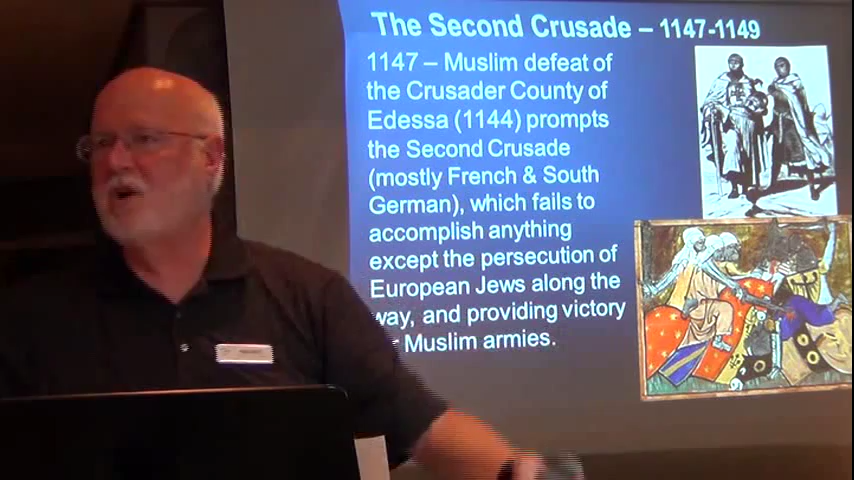 The Second Crusade – 1147-1149
1147 – Muslim defeat of
the Crusader County of
Edessa (1144) prompts
the Second Crusade
(mostly French & South
German), which fails to
accomplish anything
except the persecution of
European Jews along the
way, and providing victory
Muslim armies.